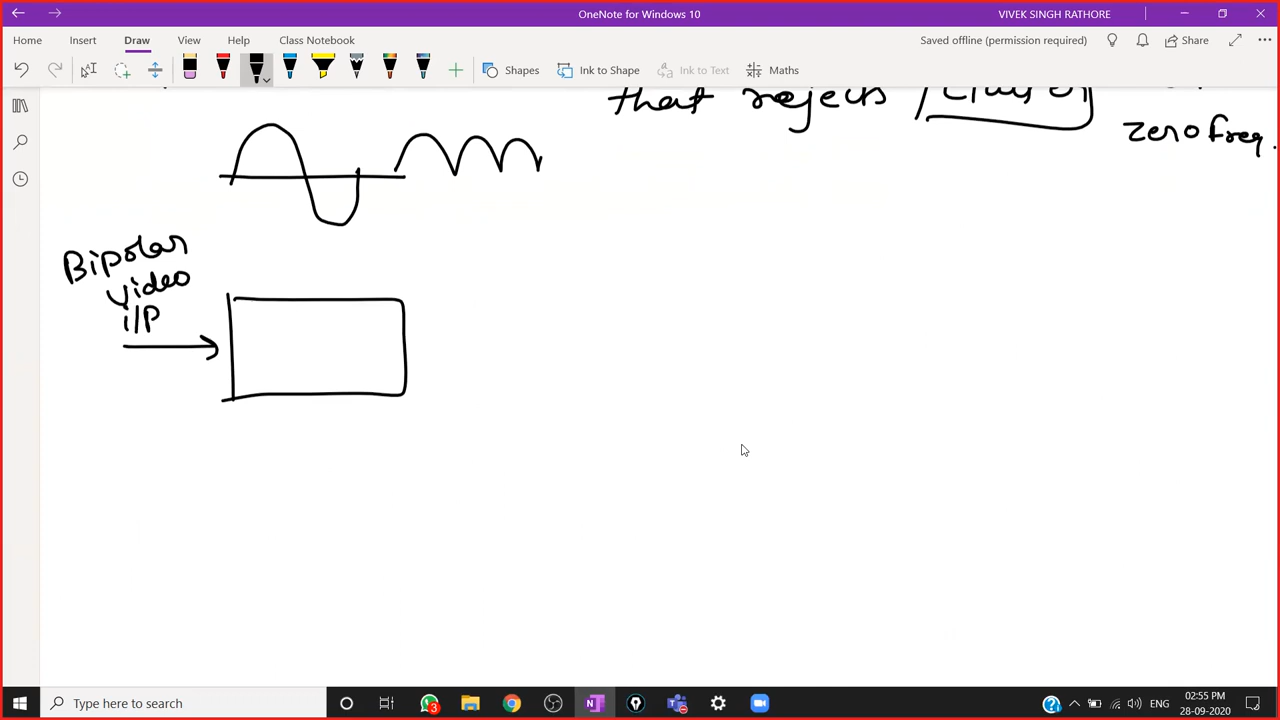 OneNote for Windows 10
VIVEK SINGH RATHORE
Home Insert Draw View Help Class Notebook
Saved offline (permission required) Share
Shapes Ink to Shape Ink to Text Maths
that rejects clutter
zero freq.
Bipolar
video
i/p
Type here to search
3
ENG
02:55 PM
28-09-2020